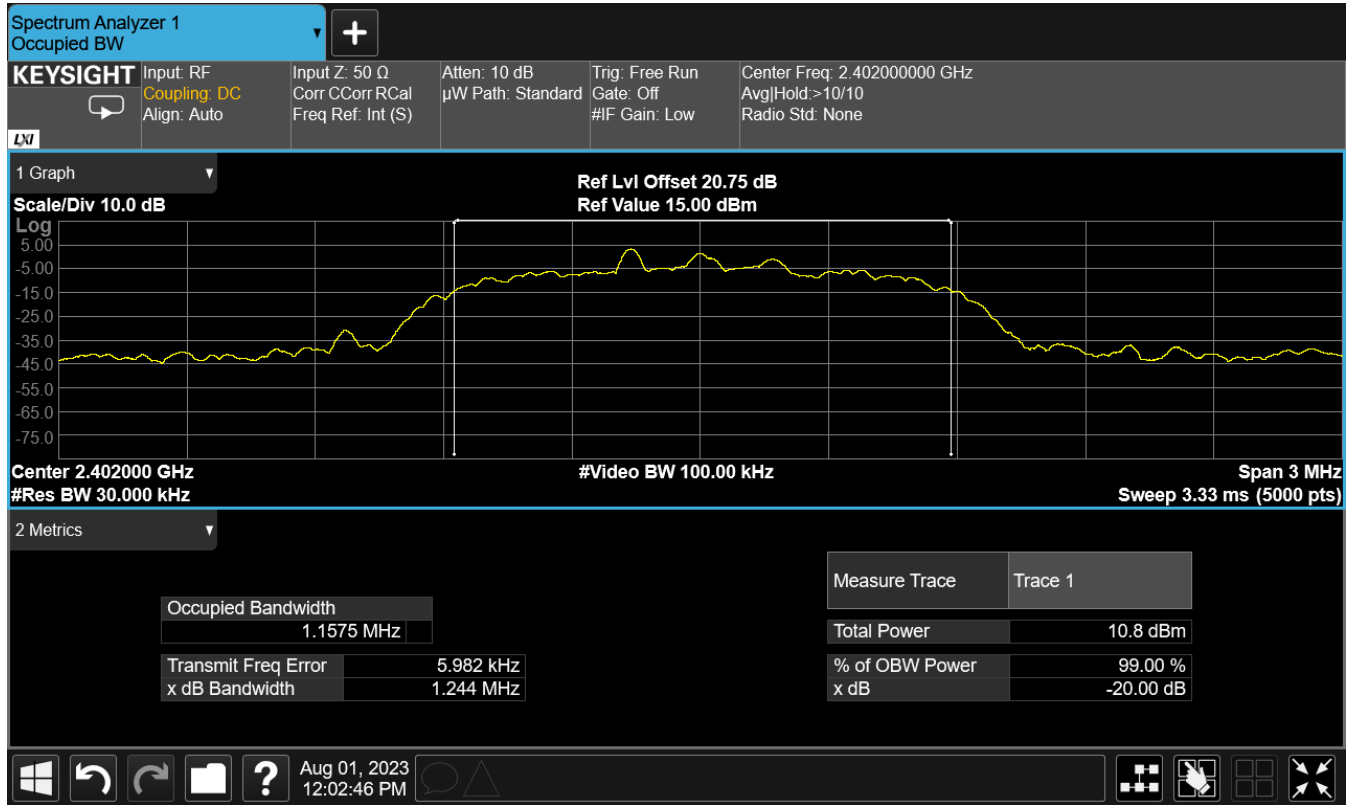 Spectrum Analyzer 1
Occupied BW
KEYSIGHT
LXI
Input: RF
Coupling: DC
Align: Auto
Input Z: 50 Ω
Corr CCorr RCal
Freq Ref: Int (S)
Atten: 10 dB
µW Path: Standard
Trig: Free Run
Gate: Off
#IF Gain: Low
Center Freq: 2.402000000 GHz
Avg|Hold:>10/10
Radio Std: None
1 Graph
Scale/Div 10.0 dB
Ref Lvl Offset 20.75 dB
Ref Value 15.00 dBm
Log
5.00
-5.00
-15.0
-25.0
-35.0
-45.0
-55.0
-65.0
-75.0
Center 2.402000 GHz
#Video BW 100.00 kHz
Span 3 MHz
#Res BW 30.000 kHz
Sweep 3.33 ms (5000 pts)
2 Metrics
Occupied Bandwidth
1.1575 MHz
Transmit Freq Error 5.982 kHz
x dB Bandwidth 1.244 MHz
Measure Trace Trace 1
Total Power 10.8 dBm
% of OBW Power 99.00 %
x dB -20.00 dB
?
Aug 01, 2023
12:02:46 PM